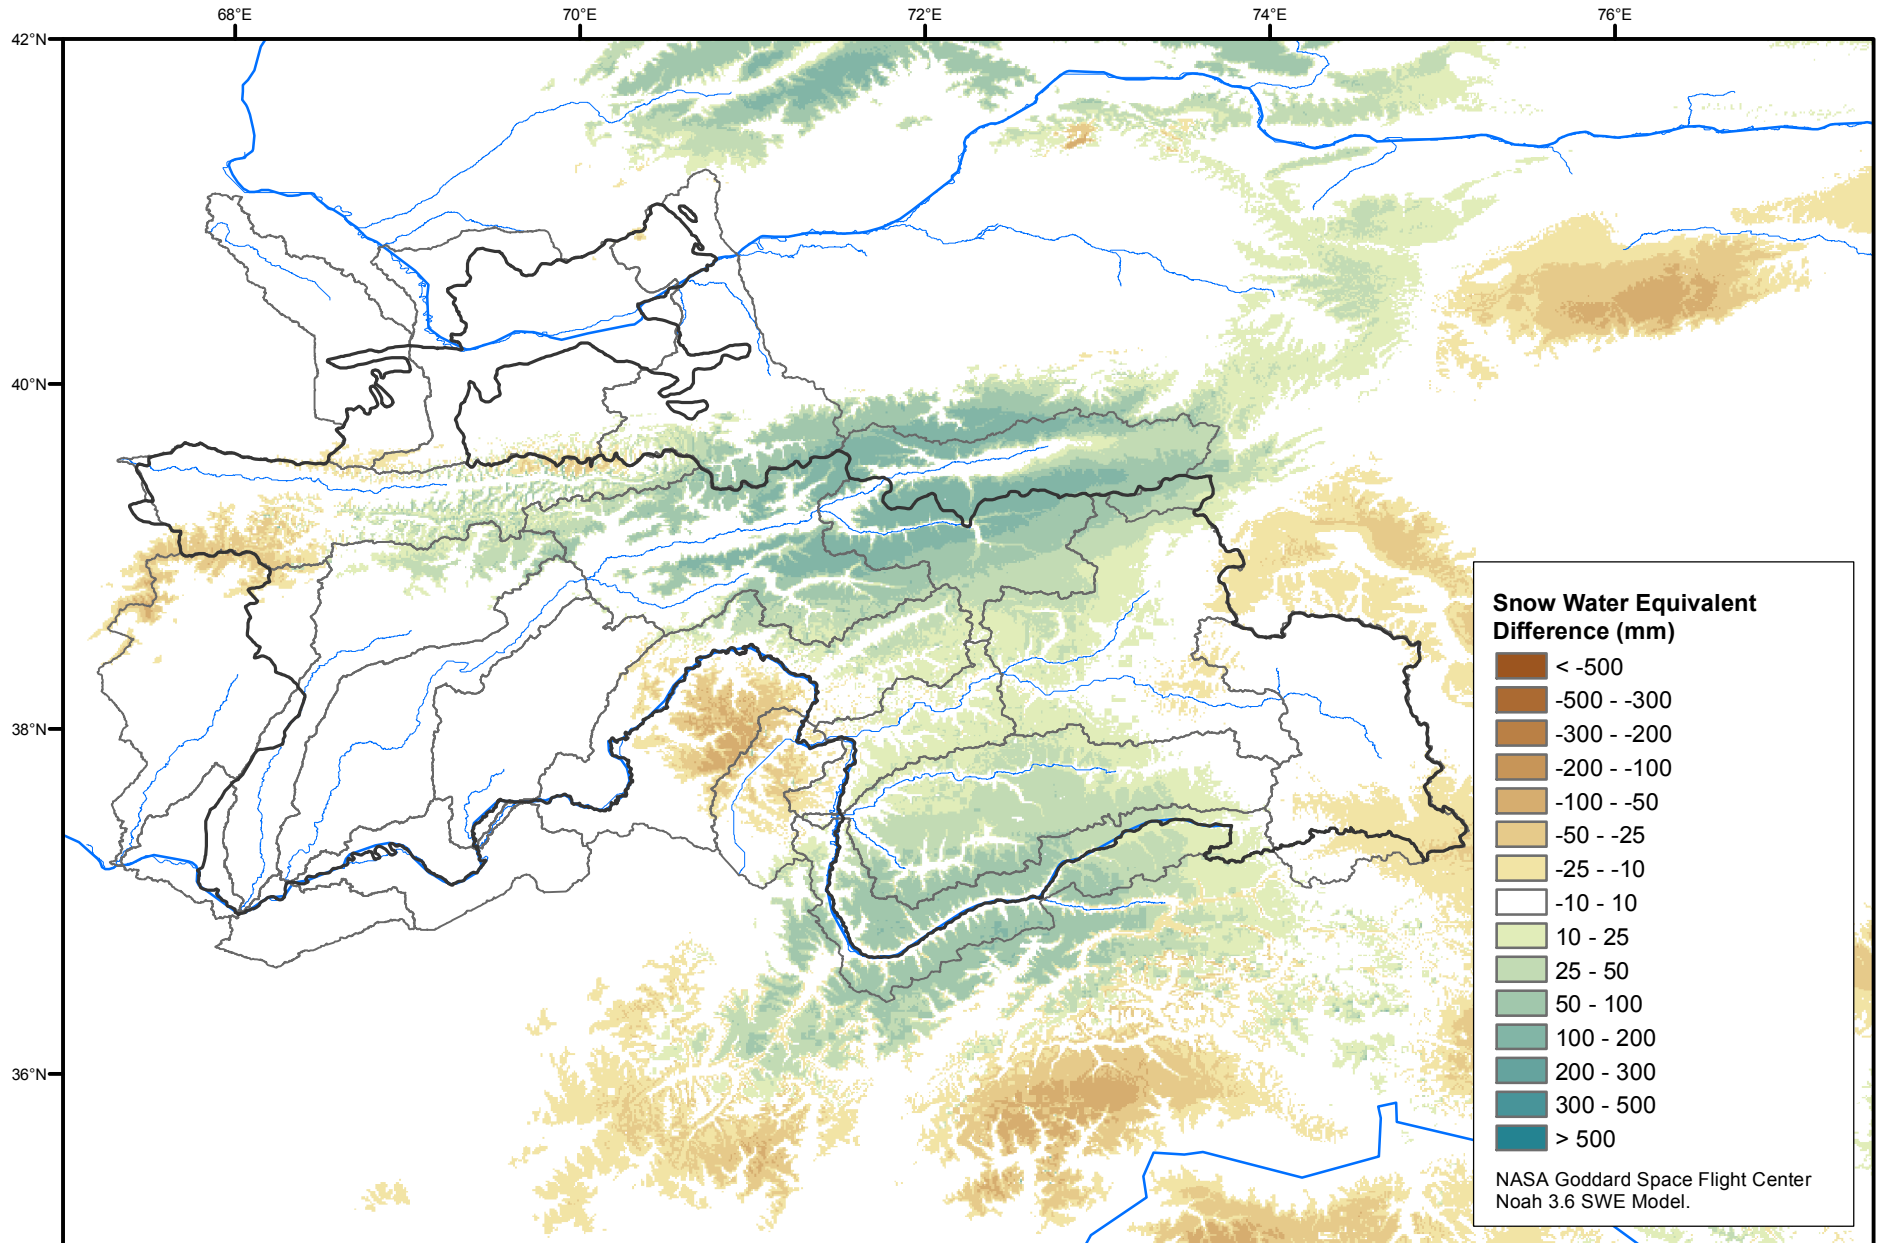 68°E
70°E
72°E
74°E
76°E
42°N
40°N
38°N
36°N
Snow Water Equivalent
Difference (mm)
< -500
-500 - -300
-300 - -200
-200 - -100
-100 - -50
-50 - -25
-25 - -10
-10 - 10
10 - 25
25 - 50
50 - 100
100 - 200
200 - 300
300 - 500
> 500
NASA Goddard Space Flight Center
Noah 3.6 SWE Model.